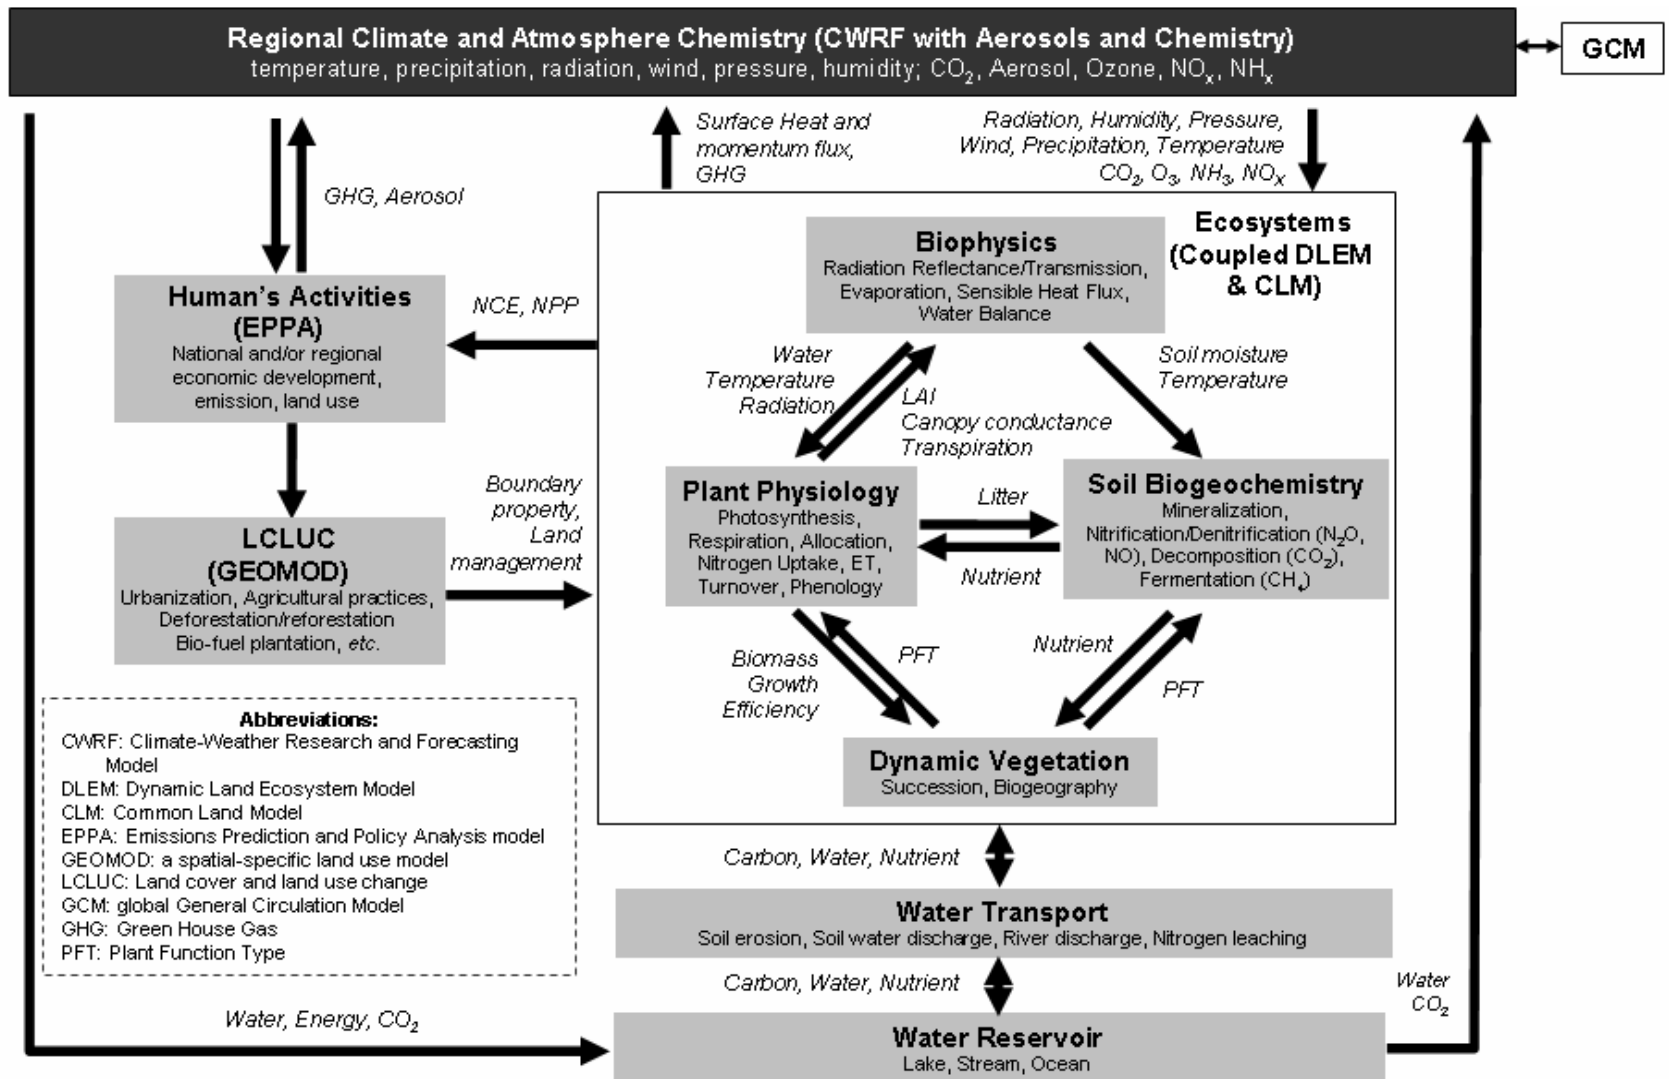 Regional Climate and Atmosphere Chemistry (CWRF with Aerosols and Chemistry)
temperature, precipitation, radiation, wind, pressure, humidity; CO₂, Aerosol, Ozone, NOₓ, NHₓ
GCM
Surface Heat and
momentum flux,
GHG
Radiation, Humidity, Pressure,
Wind, Precipitation, Temperature
CO₂, O₃, NH₃, NOₓ
GHG, Aerosol
Human's Activities
(EPPA)
National and/or regional
economic development,
emission, land use
NCE, NPP
Ecosystems
(Coupled DLEM
& CLM)
Biophysics
Radiation Reflectance/Transmission,
Evaporation, Sensible Heat Flux,
Water Balance
Water
Temperature
Radiation
LAI
Canopy conductance
Transpiration
Soil moisture
Temperature
Boundary
property,
Land
management
LCLUC
(GEOMOD)
Urbanization, Agricultural practices,
Deforestation/reforestation
Bio-fuel plantation, etc.
Plant Physiology
Photosynthesis,
Respiration, Allocation,
Nitrogen Uptake, ET,
Turnover, Phenology
Litter
Nutrient
Soil Biogeochemistry
Mineralization,
Nitrification/Denitrification (N₂O,
NO), Decomposition (CO₂),
Fermentation (CH₄)
Biomass
Growth
Efficiency
PFT
Nutrient
PFT
Dynamic Vegetation
Succession, Biogeography
Abbreviations:
CWRF: Climate-Weather Research and Forecasting
Model
DLEM: Dynamic Land Ecosystem Model
CLM: Common Land Model
EPPA: Emissions Prediction and Policy Analysis model
GEOMOD: a spatial-specific land use model
LCLUC: Land cover and land use change
GCM: global General Circulation Model
GHG: Green House Gas
PFT: Plant Function Type
Carbon, Water, Nutrient
Water Transport
Soil erosion, Soil water discharge, River discharge, Nitrogen leaching
Carbon, Water, Nutrient
Water
CO₂
Water, Energy, CO₂
Water Reservoir
Lake, Stream, Ocean